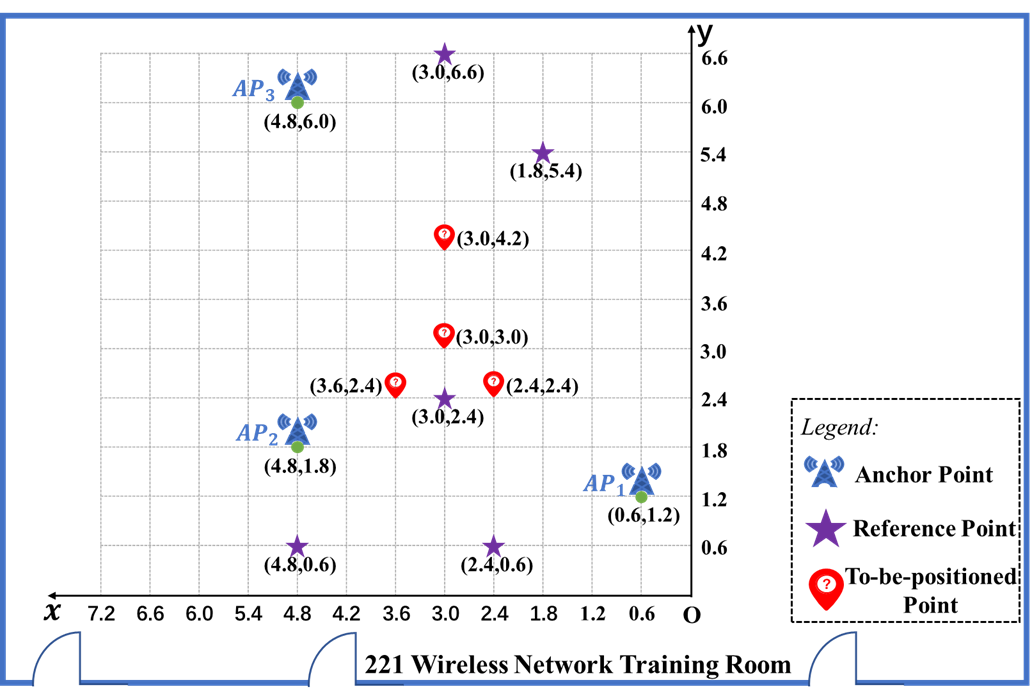 y
6.6
(3.0,6.6)
AP3
6.0
(4.8,6.0)
5.4
(1.8,5.4)
4.8
? (3.0,4.2)
4.2
3.6
? (3.0,3.0)
3.0
(3.6,2.4) ? ? (2.4,2.4)
2.4
(3.0,2.4)
AP2
1.8
(4.8,1.8)
AP1
1.2
(0.6,1.2)
0.6
(4.8,0.6) (2.4,0.6)
x 7.2 6.6 6.0 5.4 4.8 4.2 3.6 3.0 2.4 1.8 1.2 0.6 O
Legend:
Anchor Point
Reference Point
? To-be-positioned
Point
221 Wireless Network Training Room